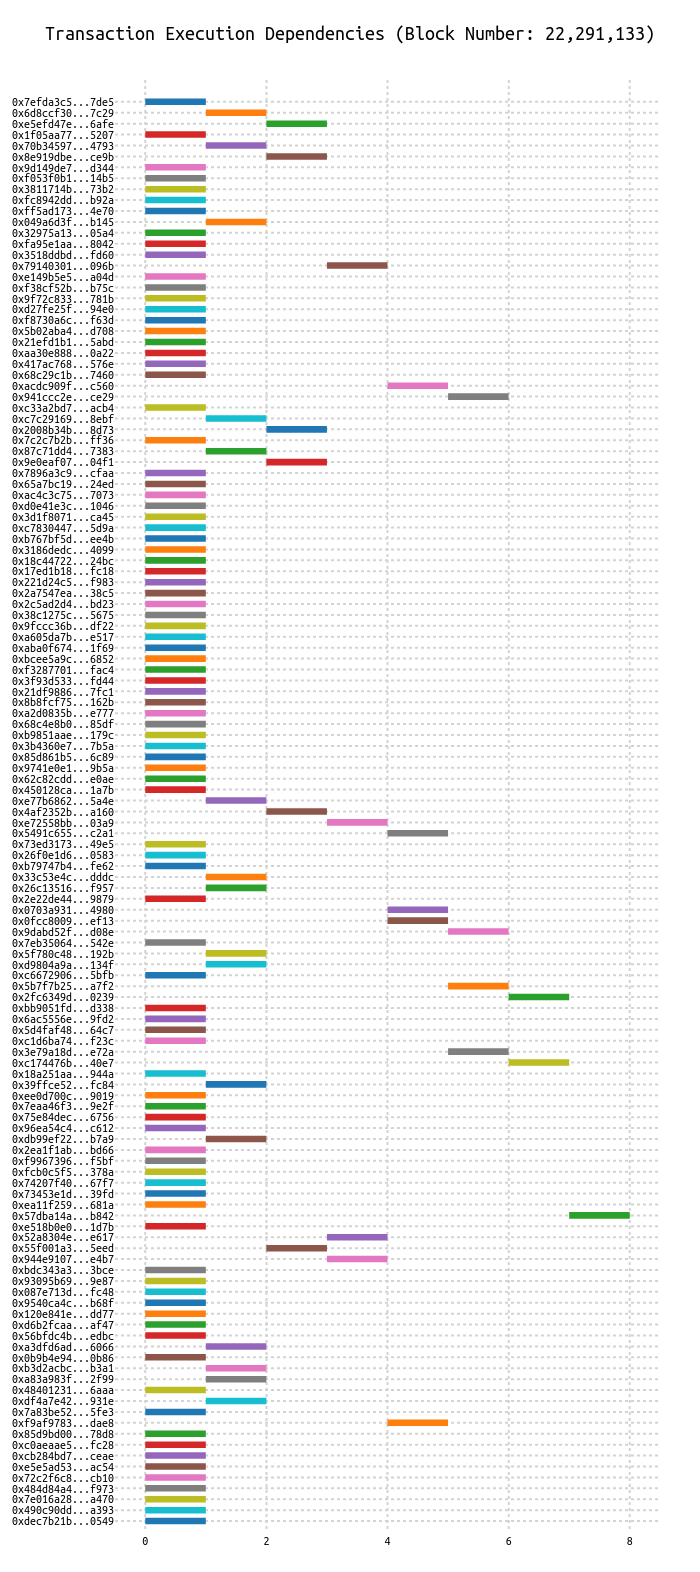 Transaction Execution Dependencies (Block Number: 22,291,133)
0x7efda3c5...7de5
0x6d8ccf30...7c29
0xe5efd47e...6afe
0x1f05aa77...5207
0x70b34597...4793
0x8e919dbe...ce9b
0x9d149de7...d344
0xf053f0b1...14b5
0x3811714b...73b2
0xfc8942dd...b92a
0xff5ad173...4e70
0x049a6d3f...b145
0x32975a13...05a4
0xfa95e1aa...8042
0x3518ddbd...fd60
0x79140301...096b
0xe149b5e5...a04d
0xf38cf52b...b75c
0x9f72c833...781b
0xd27fe25f...94e0
0xf8730a6c...f63d
0x5b02aba4...d708
0x21efd1b1...5abd
0xaa30e888...0a22
0x417ac768...576e
0x68c29c1b...7460
0xacdc909f...c560
0x941ccc2e...ce29
0xc33a2bd7...acb4
0xc7c29169...8ebf
0x2008b34b...8d73
0x7c2c7b2b...ff36
0x87c71dd4...7383
0x9e0eaf07...04f1
0x7896a3c9...cfaa
0x65a7bc19...24ed
0xac4c3c75...7073
0xd0e41e3c...1046
0x3d1f8071...ca45
0xc7830447...5d9a
0xb767bf5d...ee4b
0x3186dedc...4099
0x18c44722...24bc
0x17ed1b18...fc18
0x221d24c5...f983
0x2a7547ea...38c5
0x2c5ad2d4...bd23
0x38c1275c...5675
0x9fccc36b...df22
0xa605da7b...e517
0xaba0f674...1f69
0xbcee5a9c...6852
0xf3287701...fac4
0x3f93d533...fd44
0x21df9886...7fc1
0x8b8fcf75...162b
0xa2d0835b...e777
0x68c4e8b0...85df
0xb9851aae...179c
0x3b4360e7...7b5a
0x85d861b5...6c89
0x9741e0e1...9b5a
0x62c82cdd...e0ae
0x450128ca...1a7b
0xe77b6862...5a4e
0x4af2352b...a160
0xe72558bb...03a9
0x5491c655...c2a1
0x73ed3173...49e5
0x26f0e1d6...0583
0xb79747b4...fe62
0x33c53e4c...dddc
0x26c13516...f957
0x2e22de44...9879
0x0703a931...4980
0x0fcc8009...ef13
0x9dabd52f...d08e
0x7eb35064...542e
0x5f780c48...192b
0xd9804a9a...134f
0xc6672906...5bfb
0x5b7f7b25...a7f2
0x2fc6349d...0239
0xbb9051fd...d338
0x6ac5556e...9fd2
0x5d4faf48...64c7
0xc1d6ba74...f23c
0x3e79a18d...e72a
0xc174476b...40e7
0x18a251aa...944a
0x39ffce52...fc84
0xee0d700c...9019
0x7eaa46f3...9e2f
0x75e84dec...6756
0x96ea54c4...c612
0xdb99ef22...b7a9
0x2ea1f1ab...bd66
0xf9967396...f5bf
0xfcb0c5f5...378a
0x74207f40...67f7
0x73453e1d...39fd
0xea11f259...681a
0x57dba14a...b842
0xe518b0e0...1d7b
0x52a8304e...e617
0x55f001a3...5eed
0x944e9107...e4b7
0xbdc343a3...3bce
0x93095b69...9e87
0x087e713d...fc48
0x9540ca4c...b68f
0x120e841e...dd77
0xd6b2fcaa...af47
0x56bfdc4b...edbc
0xa3dfd6ad...6066
0x0b9b4e94...0b86
0xb3d2acbc...b3a1
0xa83a983f...2f99
0x48401231...6aaa
0xdf4a7e42...931e
0x7a83be52...5fe3
0xf9af9783...dae8
0x85d9bd00...78d8
0xc0aeaae5...fc28
0xcb284bd7...ceae
0xe5e5ad53...ac54
0x72c2f6c8...cb10
0x484d84a4...f973
0x7e016a28...a470
0x490c90dd...a393
0xdec7b21b...0549
0 2 4 6 8